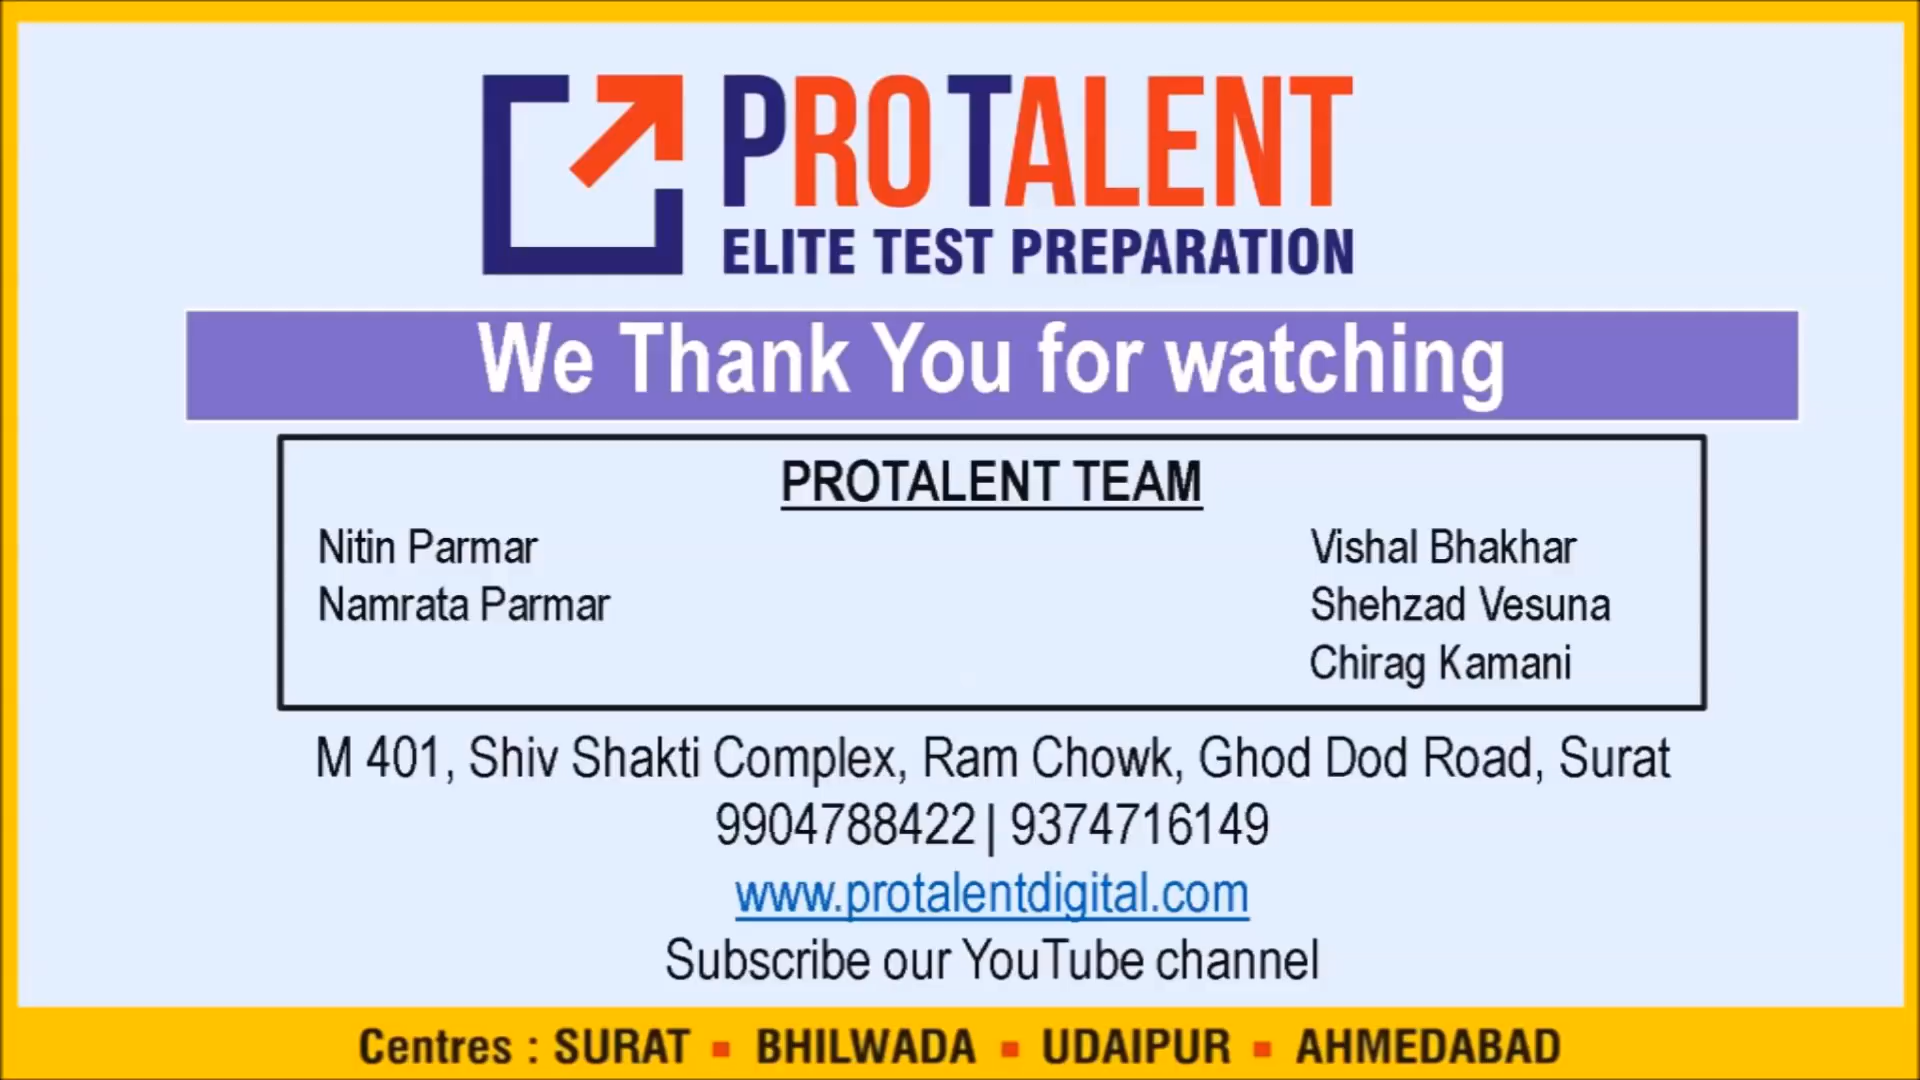 PROTALENT
ELITE TEST PREPARATION
We Thank You for watching
PROTALENT TEAM
Nitin Parmar
Vishal Bhakhar
Namrata Parmar
Shehzad Vesuna
Chirag Kamani
M 401, Shiv Shakti Complex, Ram Chowk, Ghod Dod Road, Surat
9904788422 | 9374716149
www.protalentdigital.com
Subscribe our YouTube channel
Centres : SURAT ▪ BHILWADA ▪ UDAIPUR ▪ AHMEDABAD